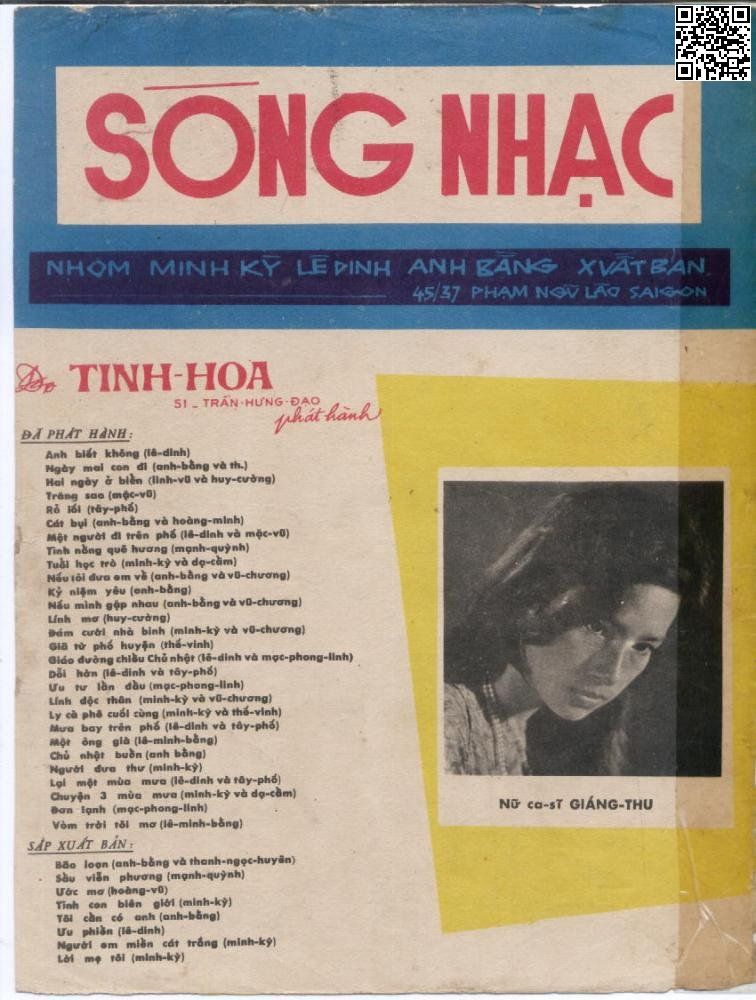 SÓNG NHẠC
NHÓM MINH KỲ LÊ DINH ANH BẰNG XUẤT BẢN
45/37 PHẠM NGŨ LÃO SAIGON
Do TINH-HOA
51 _ TRẦN-HƯNG-ĐẠO
phát hành
ĐÃ PHÁT HÀNH:
Anh biết không (lê-dinh)
Ngày mai con đi (anh-bằng và th.)
Hai ngày ở biển (linh-vũ và huy-cường)
Trăng sao (mặc-vũ)
Rỏ lối (tây-phố)
Cát bụi (anh-bằng và hoàng-minh)
Một người đi trên phố (lê-dinh và mặc-vũ)
Tình nắng quê hương (mạnh-quỳnh)
Tuổi học trò (minh-kỳ và dạ-cầm)
Nếu tôi đưa em về (anh-bằng và vũ-chương)
Kỷ niệm yêu (anh-bằng)
Nếu mình gặp nhau (anh-bằng và vũ-chương)
Lính mơ (huy-cường)
Đám cưới nhà binh (minh-kỳ và vũ-chương)
Giã từ phố huyện (thế-vinh)
Giáo đường chiều Chủ nhật (lê-dinh và mạc-phong-linh)
Dỗi hờn (lê-dinh và tây-phố)
Ưu tư lần đầu (mạc-phong-linh)
Lính độc thân (minh-kỳ và vũ-chương)
Ly cà phê cuối cùng (minh-kỳ và thế-vinh)
Mưa bay trên phố (lê-dinh và tây-phố)
Một ông già (lê-minh-bằng)
Chủ nhật buồn (anh bằng)
Người đưa thư (minh-kỳ)
Lại một mùa mưa (lê-dinh và tây-phố)
Chuyện 3 mùa mưa (minh-kỳ và dạ-cầm)
Đơn lạnh (mạc-phong-linh)
Vòm trời tôi mơ (lê-minh-bằng)
SẮP XUẤT BẢN:
Bão loạn (anh-bằng và thanh-ngọc-huyên)
Sầu viễn phương (mạnh-quỳnh)
Ước mơ (hoàng-vũ)
Tình con biên giới (minh-kỳ)
Tôi cần có anh (anh-bằng)
Ưu phiền (lê-dinh)
Người em miền cát trắng (minh-kỳ)
Lời mẹ tôi (minh-kỳ)
Nữ ca-sĩ GIÁNG-THU